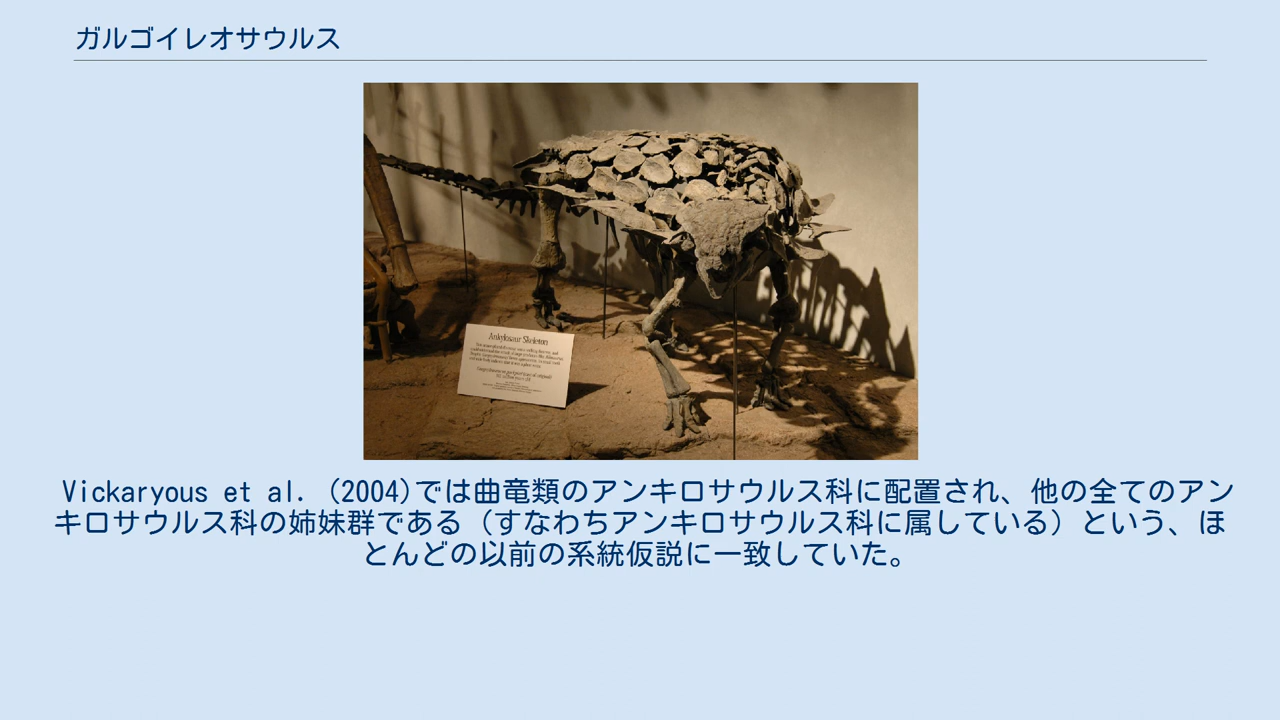 ガルゴイレオサウルス
Ankylosaur Skeleton
Vickaryous et al. (2004)では曲竜類のアンキロサウルス科に配置され、他の全てのアン
キロサウルス科の姉妹群である（すなわちアンキロサウルス科に属している）という、ほ
とんどの以前の系統仮説に一致していた。